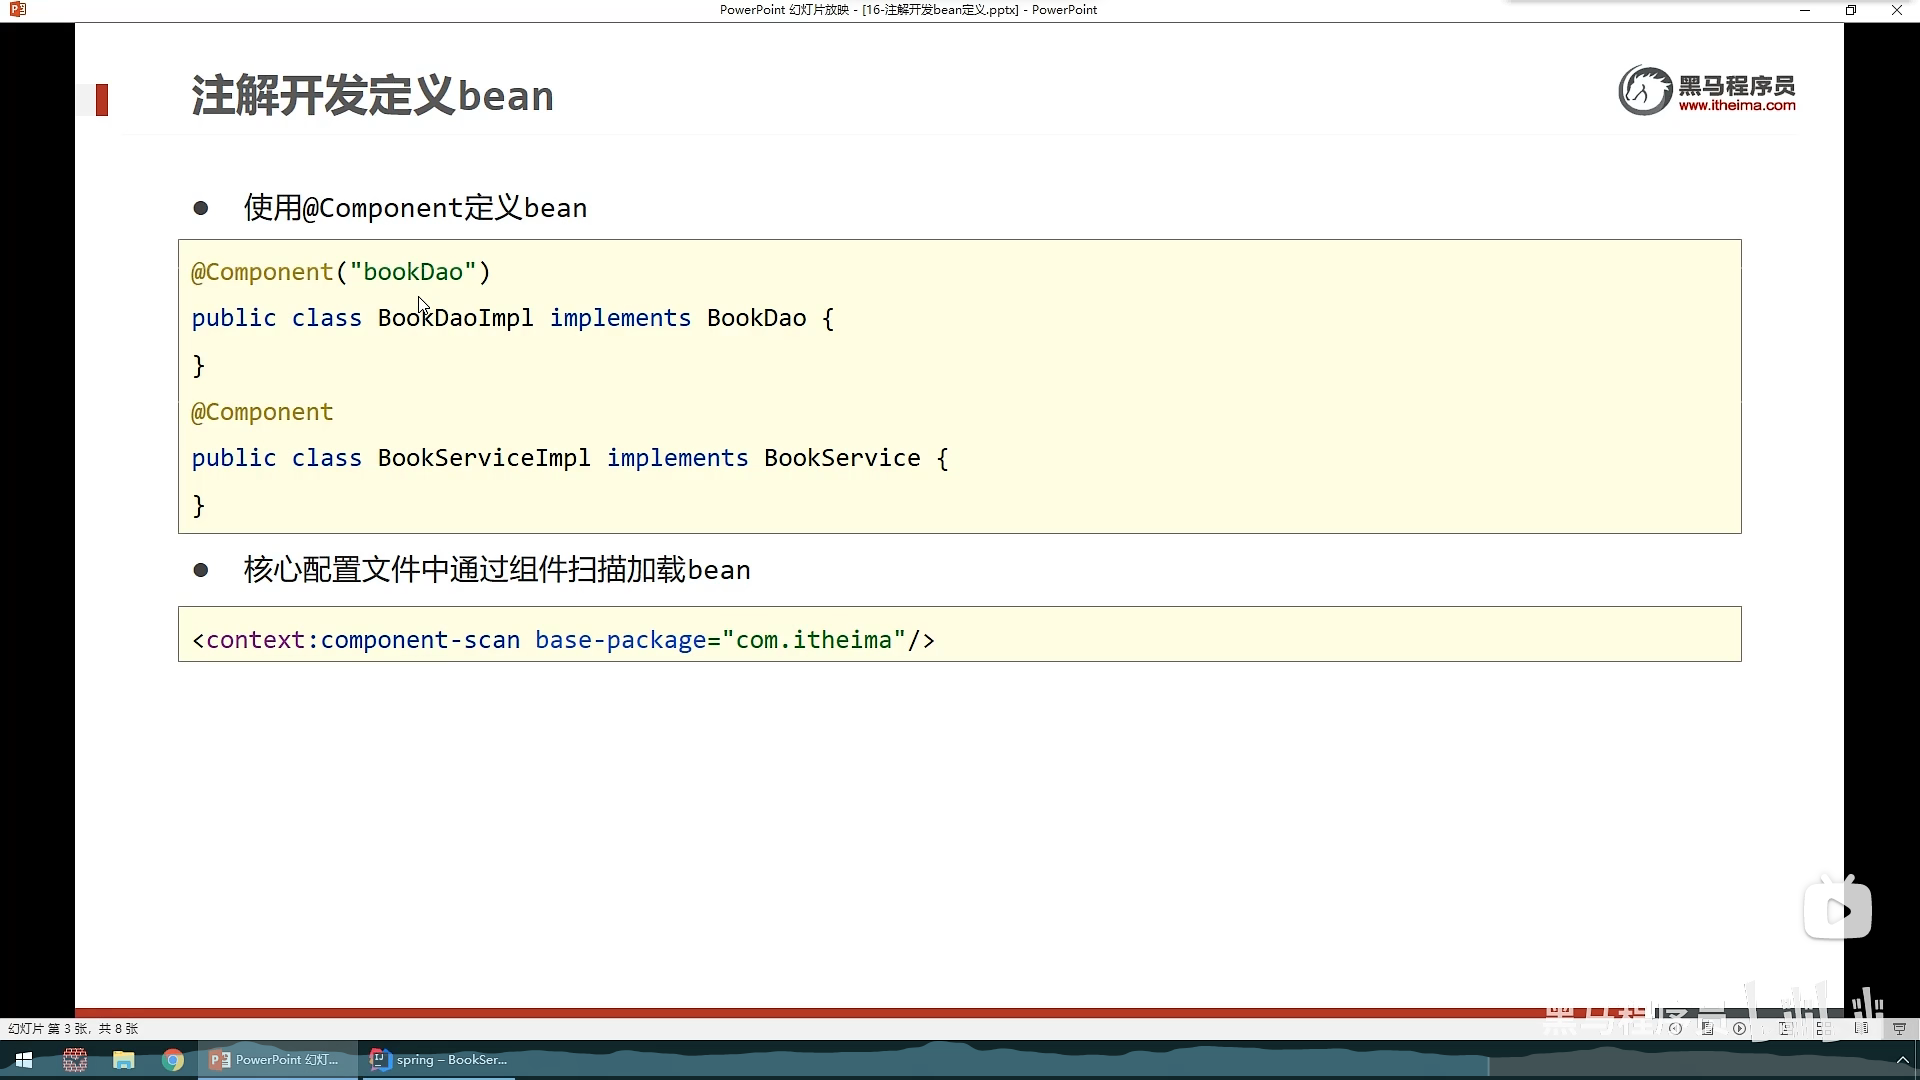 PowerPoint 幻灯片放映 - [16-注解开发bean定义.pptx] - PowerPoint
注解开发定义bean
黑马程序员
www.itheima.com
● 使用@Component定义bean
@Component("bookDao")
public class BookDaoImpl implements BookDao {
}
@Component
public class BookServiceImpl implements BookService {
}
● 核心配置文件中通过组件扫描加载bean
<context:component-scan base-package="com.itheima"/>
黑马程序员
幻灯片 第 3 张，共 8 张
PowerPoint 幻灯...
spring – BookSer...